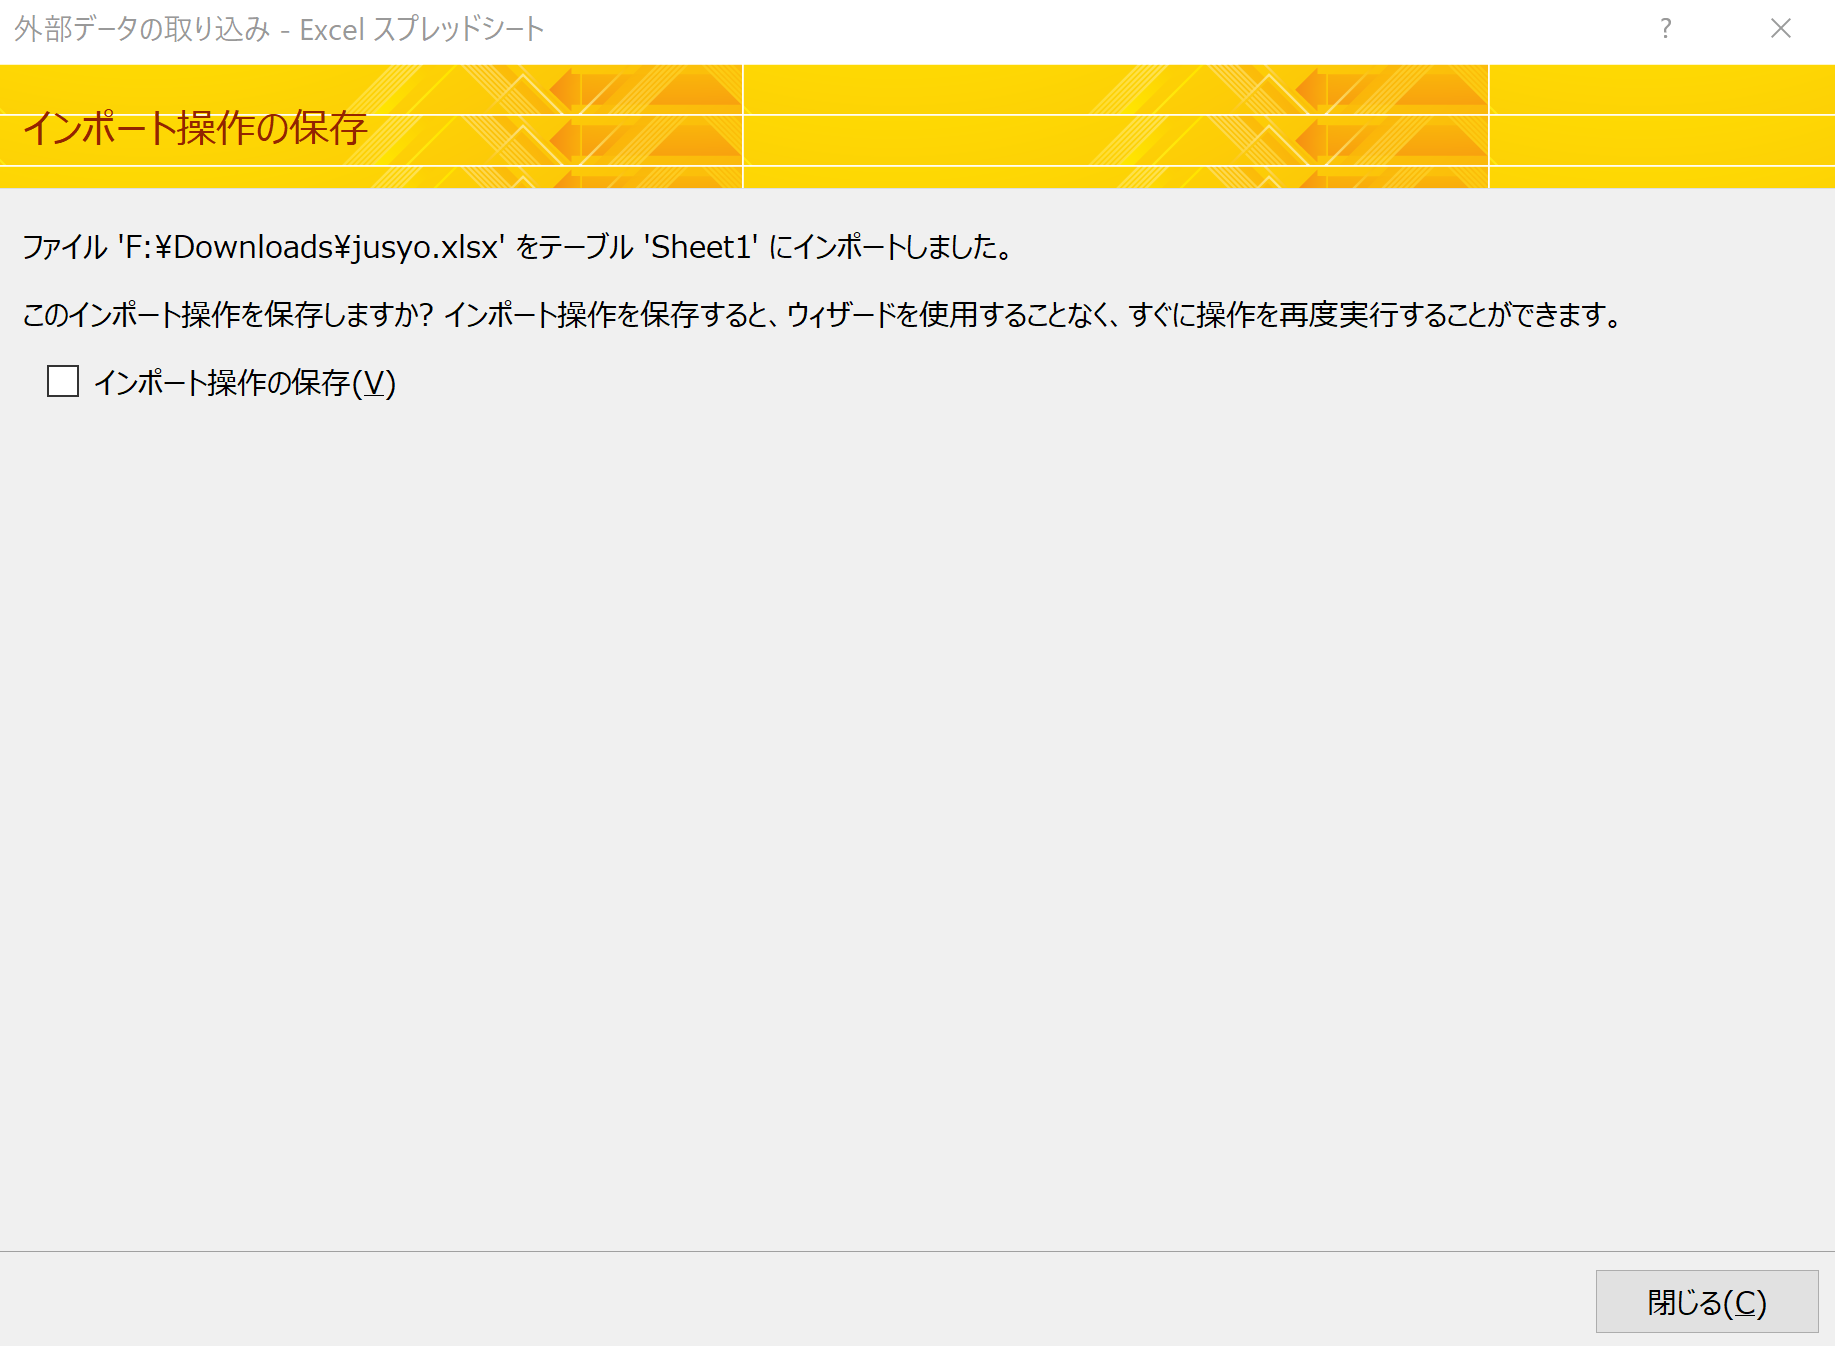 外部データの取り込み - Excel スプレッドシート
?
インポート操作の保存
ファイル 'F:¥Downloads¥jusyo.xlsx' をテーブル 'Sheet1' にインポートしました。
このインポート操作を保存しますか? インポート操作を保存すると、ウィザードを使用することなく、すぐに操作を再度実行することができます。
インポート操作の保存(V)
閉じる(C)